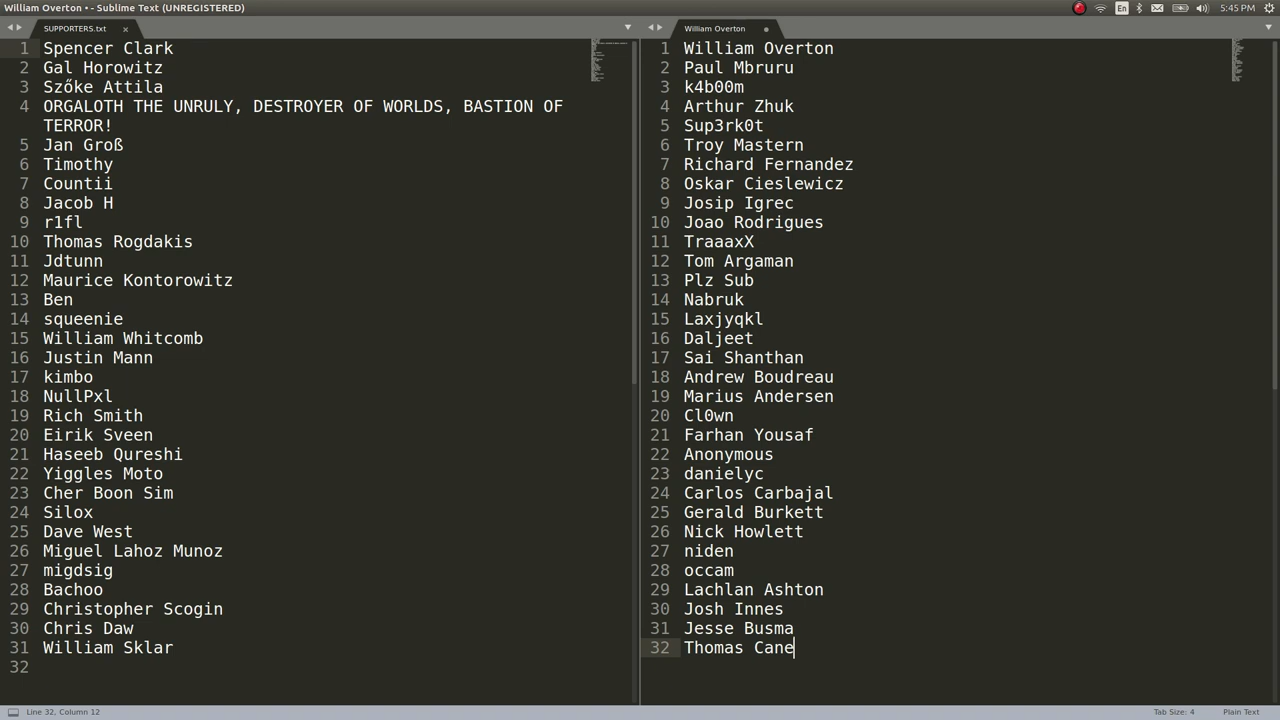 William Overton • - Sublime Text (UNREGISTERED)
En
5:45 PM
SUPPORTERS.txt ×
1 Spencer Clark
2 Gal Horowitz
3 Szőke Attila
4 ORGALOTH THE UNRULY, DESTROYER OF WORLDS, BASTION OF
TERROR!
5 Jan Groß
6 Timothy
7 Countii
8 Jacob H
9 r1fl
10 Thomas Rogdakis
11 Jdtunn
12 Maurice Kontorowitz
13 Ben
14 squeenie
15 William Whitcomb
16 Justin Mann
17 kimbo
18 NullPxl
19 Rich Smith
20 Eirik Sveen
21 Haseeb Qureshi
22 Yiggles Moto
23 Cher Boon Sim
24 Silox
25 Dave West
26 Miguel Lahoz Munoz
27 migdsig
28 Bachoo
29 Christopher Scogin
30 Chris Daw
31 William Sklar
32
William Overton
1 William Overton
2 Paul Mbruru
3 k4b00m
4 Arthur Zhuk
5 Sup3rk0t
6 Troy Mastern
7 Richard Fernandez
8 Oskar Cieslewicz
9 Josip Igrec
10 Joao Rodrigues
11 TraaaxX
12 Tom Argaman
13 Plz Sub
14 Nabruk
15 Laxjyqkl
16 Daljeet
17 Sai Shanthan
18 Andrew Boudreau
19 Marius Andersen
20 Cl0wn
21 Farhan Yousaf
22 Anonymous
23 danielyc
24 Carlos Carbajal
25 Gerald Burkett
26 Nick Howlett
27 niden
28 occam
29 Lachlan Ashton
30 Josh Innes
31 Jesse Busma
32 Thomas Cane
Line 32, Column 12
Tab Size: 4
Plain Text